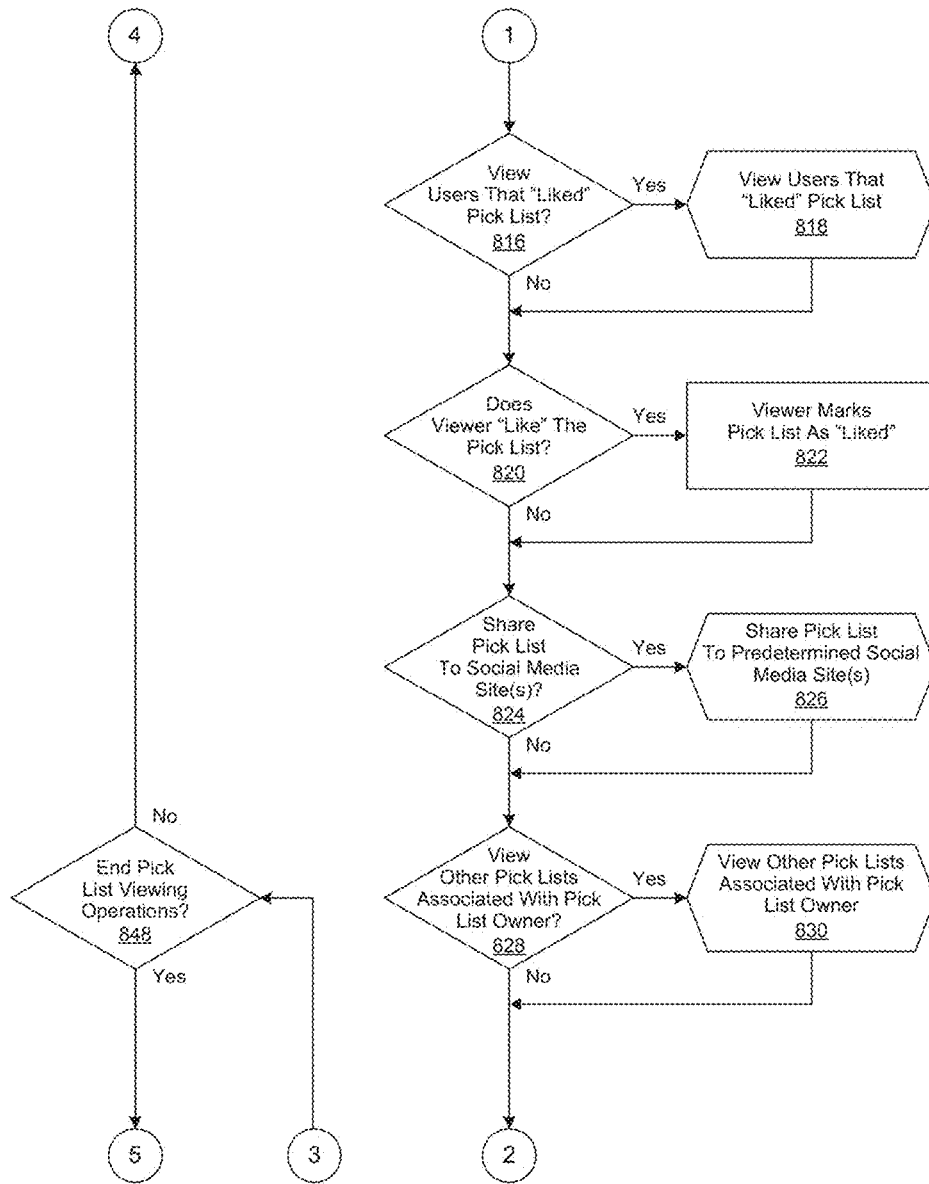 4
1
View
Users That "Liked"
Pick List?
816
Yes
View Users That
"Liked" Pick List
818
No
Does
Viewer "Like" The
Pick List?
820
Yes
Viewer Marks
Pick List As "Liked"
822
No
Share
Pick List
To Social Media
Site(s)?
824
Yes
Share Pick List
To Predetermined Social
Media Site(s)
826
No
No
End Pick
List Viewing
Operations?
848
Yes
View
Other Pick Lists
Associated With Pick
List Owner?
828
Yes
View Other Pick Lists
Associated With Pick
List Owner
830
No
5
3
2